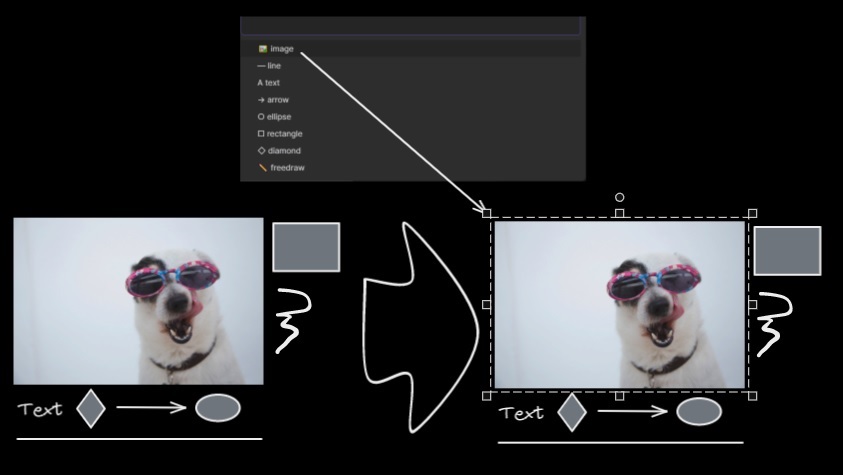 image
line
A text
arrow
ellipse
rectangle
diamond
freedraw
Text
Text